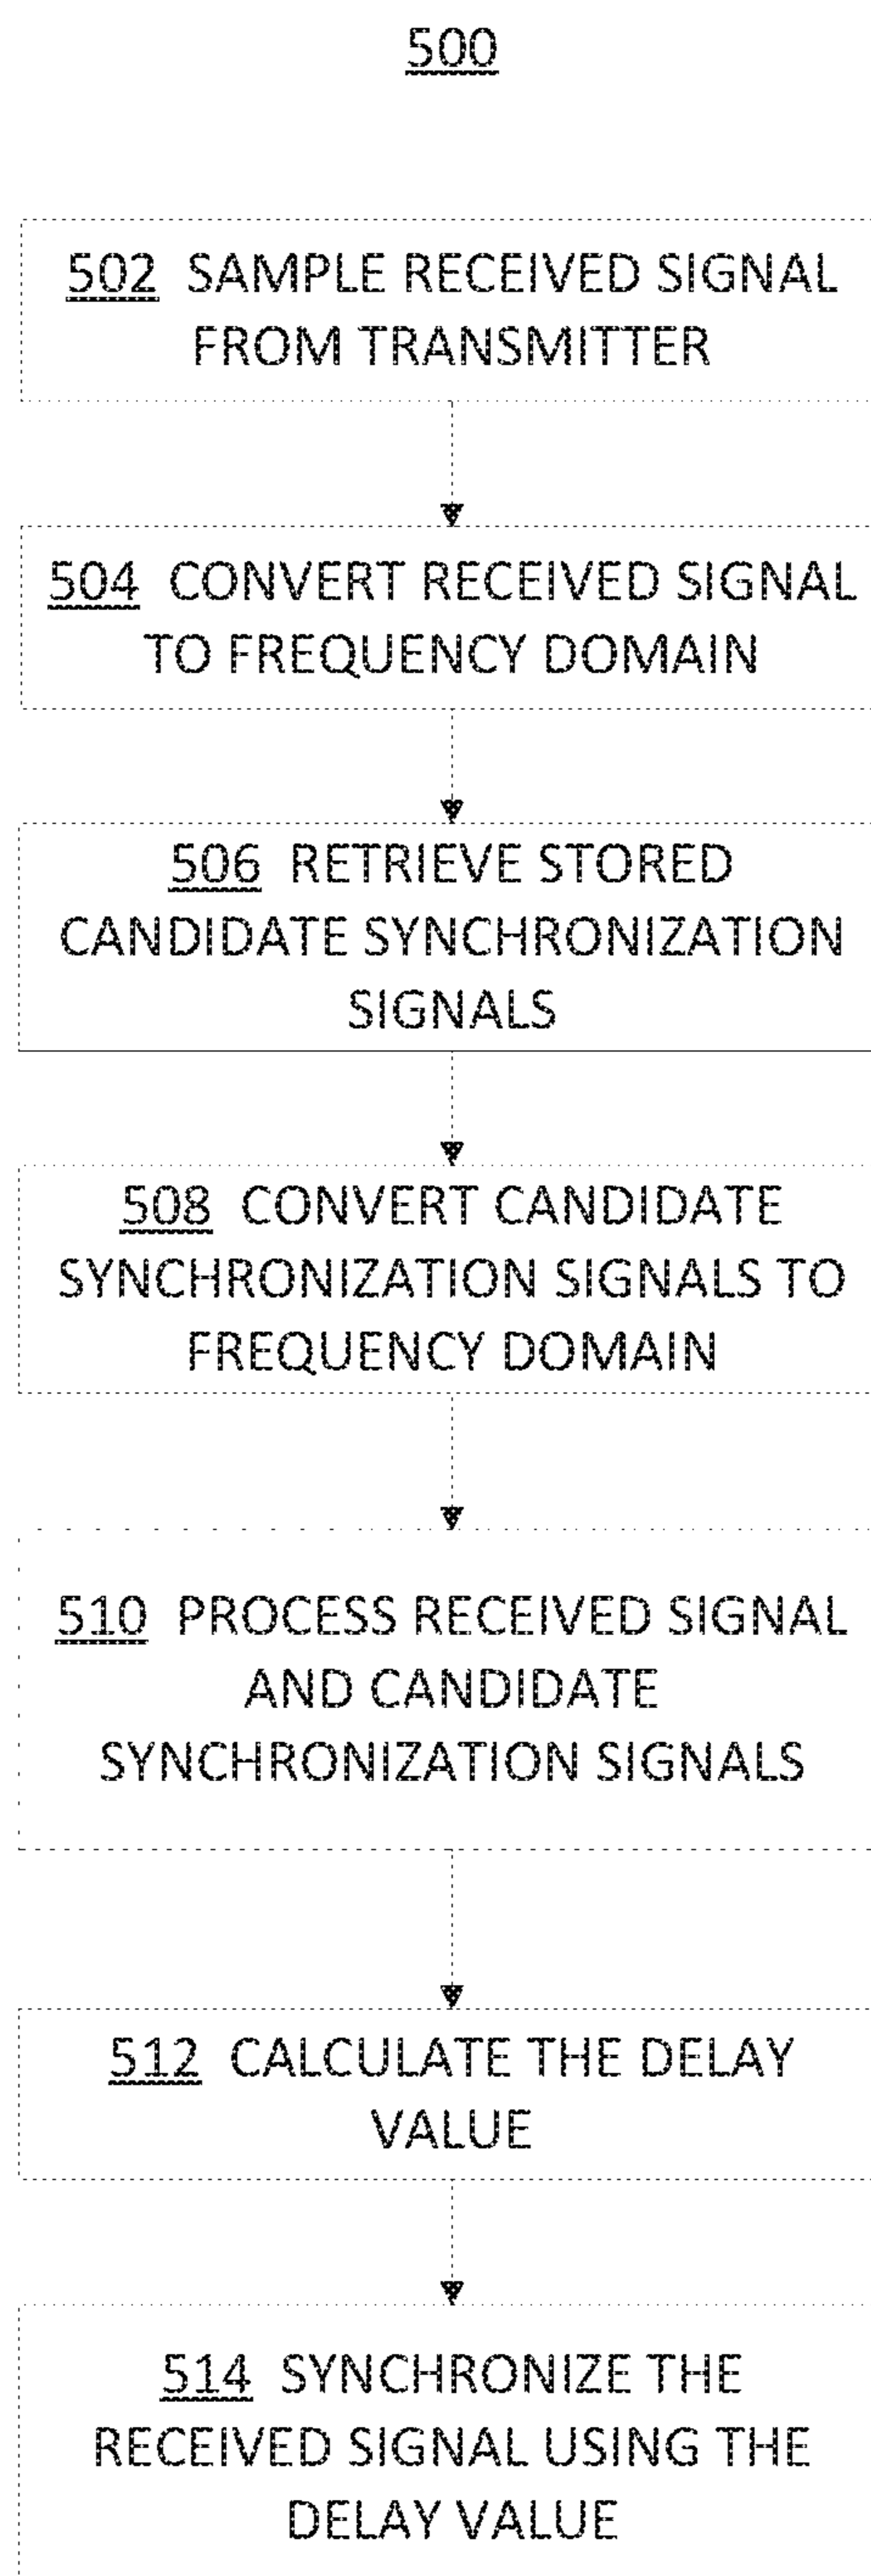 500
502 SAMPLE RECEIVED SIGNAL
FROM TRANSMITTER
504 CONVERT RECEIVED SIGNAL
TO FREQUENCY DOMAIN
506 RETRIEVE STORED
CANDIDATE SYNCHRONIZATION
SIGNALS
508 CONVERT CANDIDATE
SYNCHRONIZATION SIGNALS TO
FREQUENCY DOMAIN
510 PROCESS RECEIVED SIGNAL
AND CANDIDATE
SYNCHRONIZATION SIGNALS
512 CALCULATE THE DELAY
VALUE
514 SYNCHRONIZE THE
RECEIVED SIGNAL USING THE
DELAY VALUE